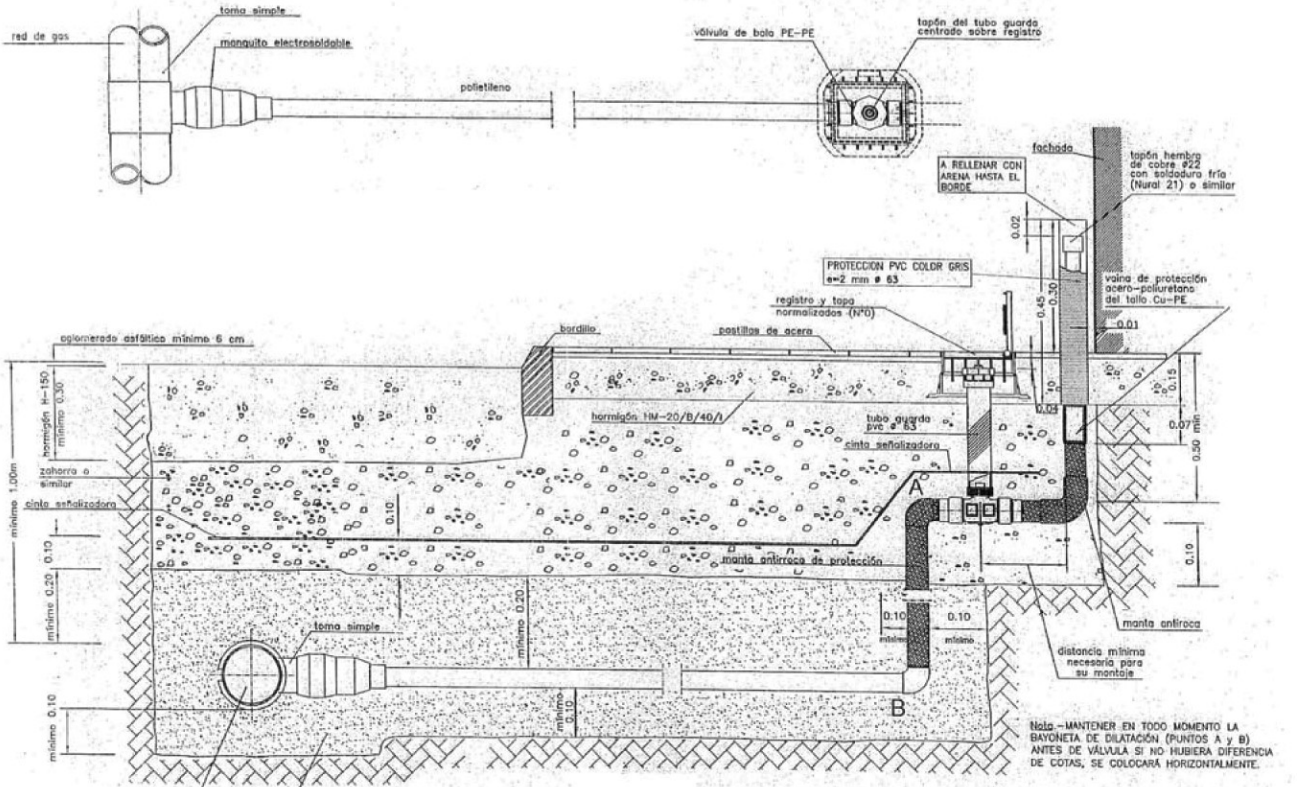 toma simple
red de gas
manguito electrosoldable
polietileno
válvula de bola PE-PE
tapón del tubo guarda
centrado sobre registro
fachada
A RELLENAR CON
ARENA HASTA EL
BORDE
tapón hembra
de cobre ø22
con soldadura fría
(Nural 21) o similar
0.02
0.30
0.45
PROTECCION PVC COLOR GRIS
e=2 mm ø 63
vaina de protección
acero-poliuretano
del tallo Cu-PE
0.01
registro y tapa
normalizados (Nº0)
bordillo
pastillas de acera
aglomerado asfáltico mínimo 6 cm
hormigón H-150
mínimo 0.30
mínimo 1.00m
hormigón HM-20/B/40/I
tubo guarda
pvc ø 63
cinta señalizadora
0.04
0.15
0.07
0.50 min
zahorra o
similar
cinta señalizadora
A
0.10
0.10
0.10
manta antirroca de protección
mínimo 0.20
mínimo 0.20
0.10
mínimo
0.10
mínimo
manta antiroca
toma simple
distancia mínima
necesaria para
su montaje
B
mínimo
0.10
mínimo 0.10
Nota.-MANTENER EN TODO MOMENTO LA
BAYONETA DE DILATACIÓN (PUNTOS A y B)
ANTES DE VÁLVULA SI NO HUBIERA DIFERENCIA
DE COTAS, SE COLOCARÁ HORIZONTALMENTE.